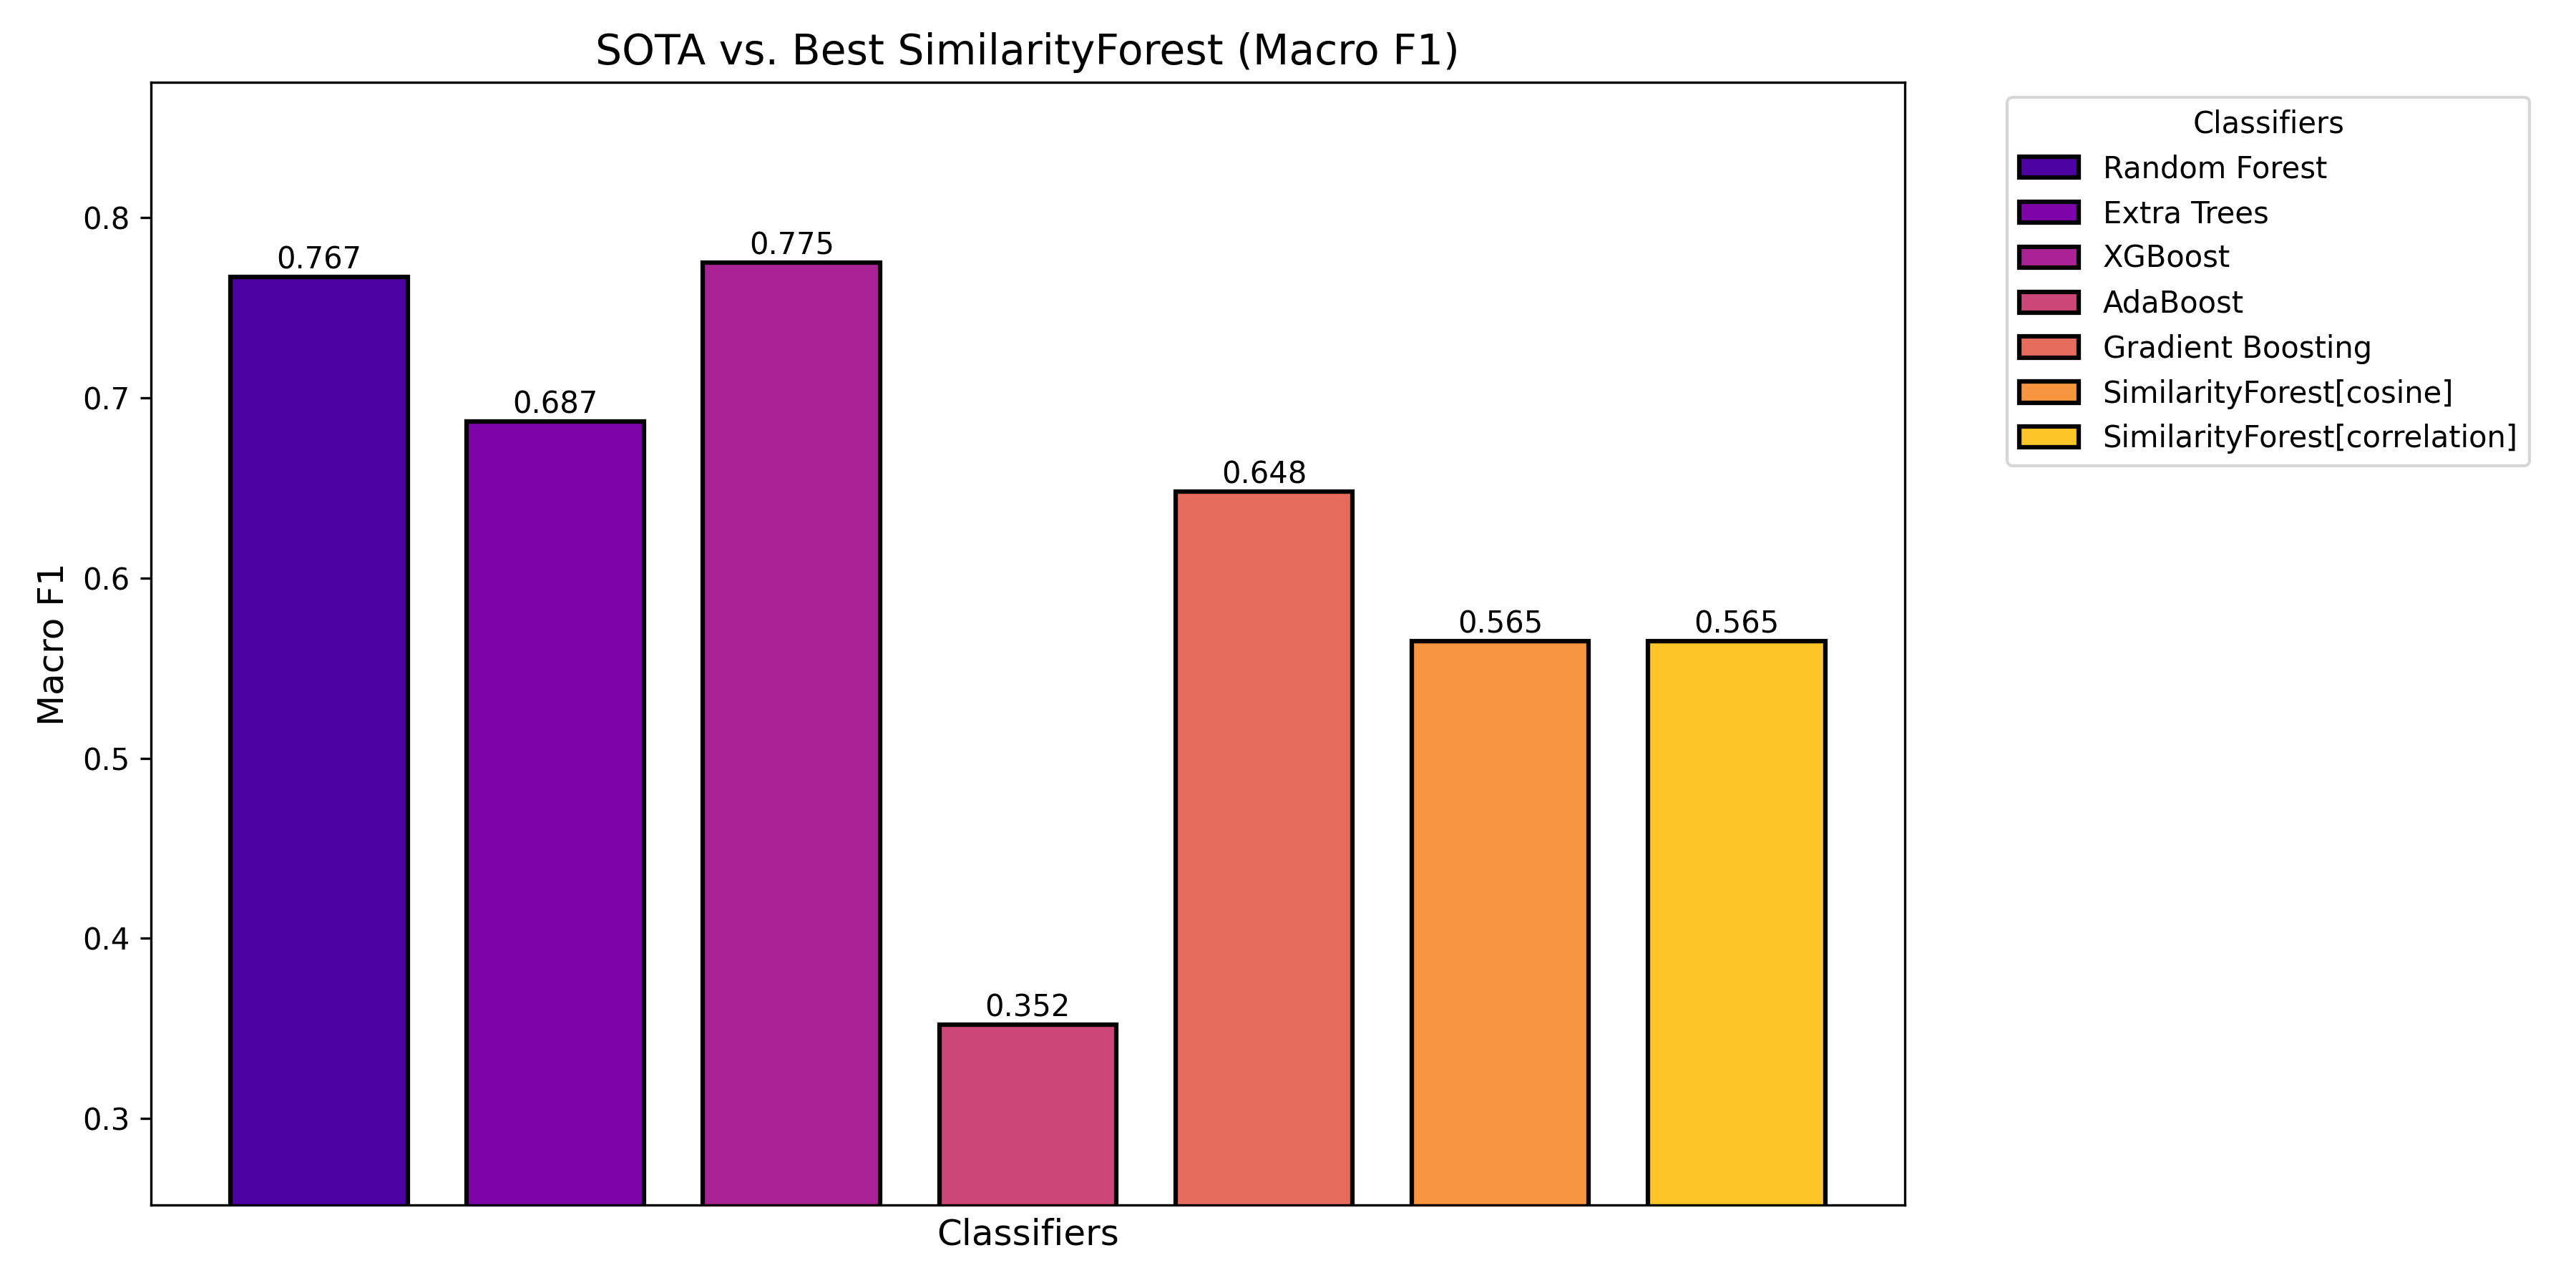 SOTA vs. Best SimilarityForest (Macro F1)
Macro F1
0.8
0.7
0.6
0.5
0.4
0.3
0.767
0.687
0.775
0.352
0.648
0.565
0.565
Classifiers
Classifiers
Random Forest
Extra Trees
XGBoost
AdaBoost
Gradient Boosting
SimilarityForest[cosine]
SimilarityForest[correlation]